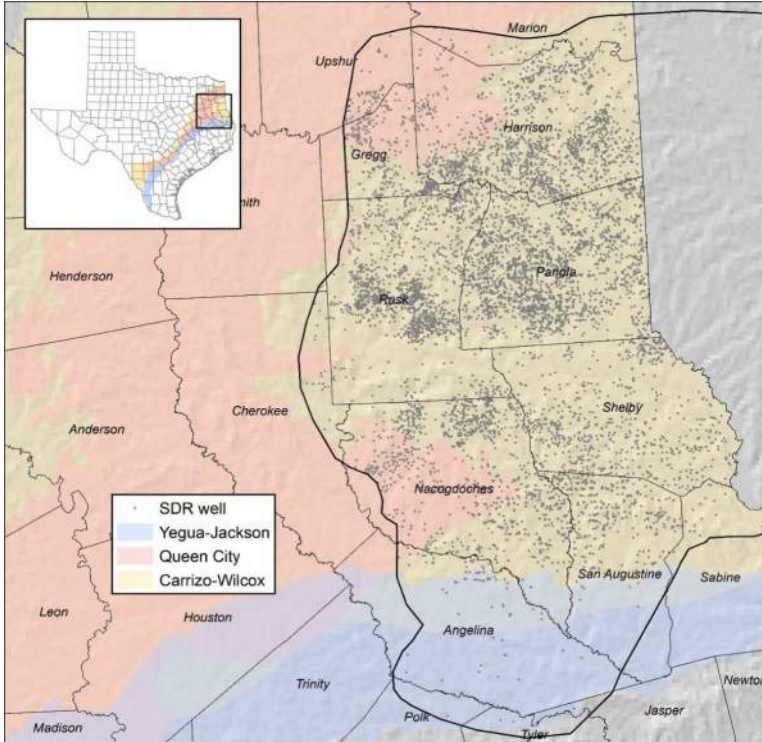 Marion
Upshur
Harrison
Gregg
mith
Henderson
Panola
Rusk
Cherokee
Shelby
Anderson
Nacogdoches
SDR well
Yegua-Jackson
Queen City
Carrizo-Wilcox
San Augustine
Sabine
Leon
Houston
Angelina
Trinity
Newton
Jasper
Polk
Madison
Tyler